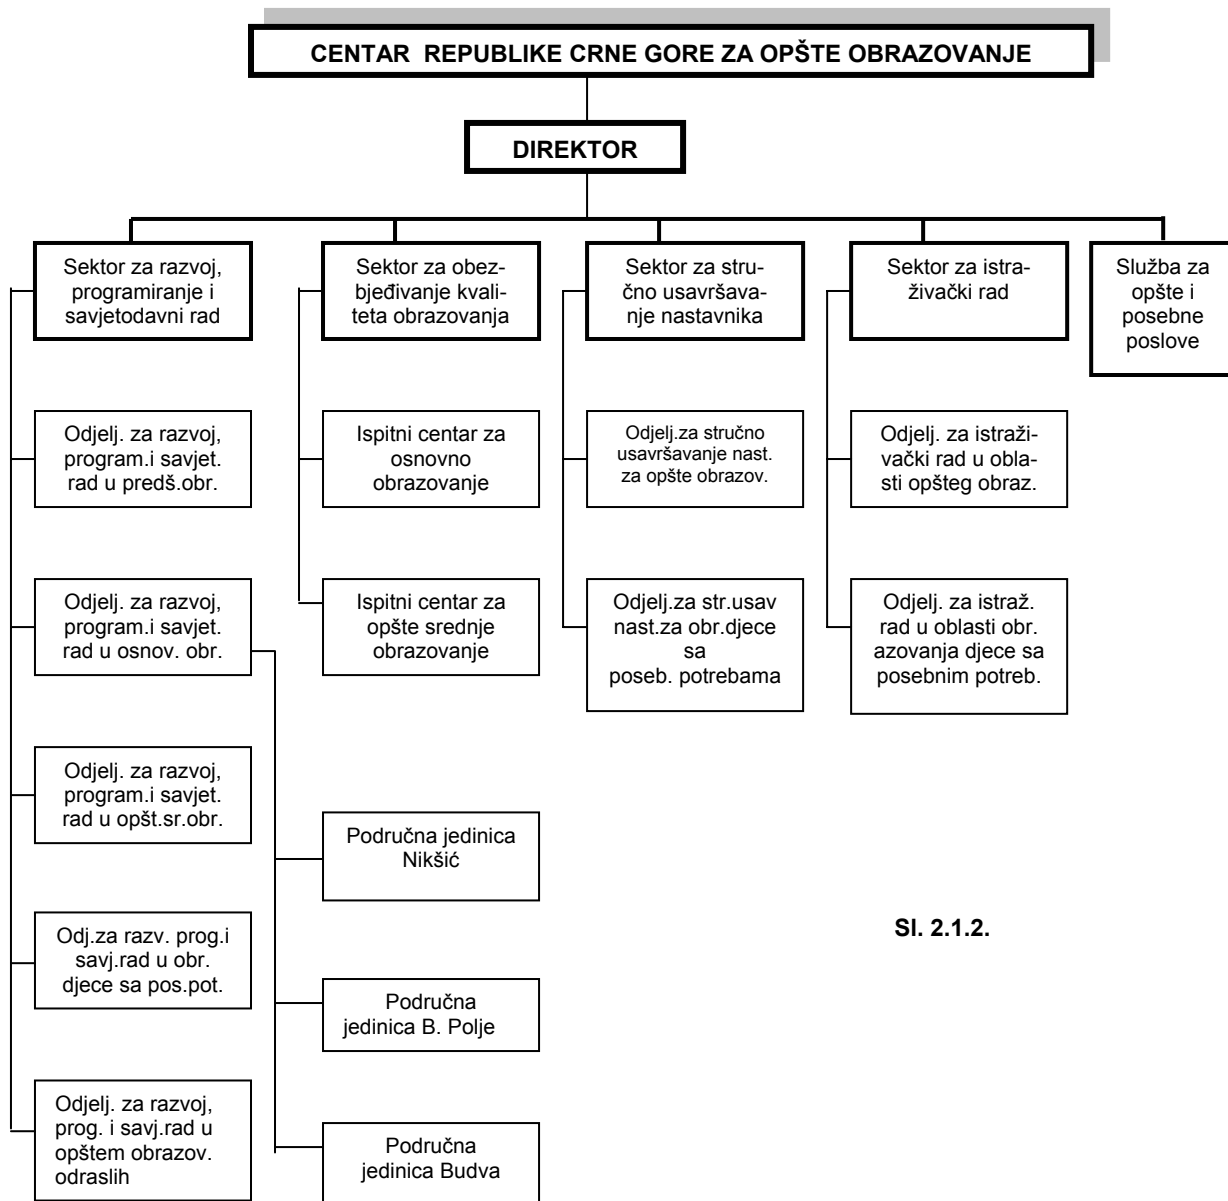 CENTAR REPUBLIKE CRNE GORE ZA OPŠTE OBRAZOVANJE
DIREKTOR
Sektor za razvoj,
programiranje i
savjetodavni rad
Sektor za obez-
bjeđivanje kvali-
teta obrazovanja
Sektor za stru-
čno usavršava-
nje nastavnika
Sektor za istra-
živački rad
Služba za
opšte i
posebne
poslove
Odjelj. za razvoj,
program.i savjet.
rad u predš.obr.
Ispitni centar za
osnovno
obrazovanje
Odjelj.za stručno
usavršavanje nast.
za opšte obrazov.
Odjelj. za istraži-
vački rad u obla-
sti opšteg obraz.
Odjelj. za razvoj,
program.i savjet.
rad u osnov. obr.
Ispitni centar za
opšte srednje
obrazovanje
Odjelj.za str.usav
nast.za obr.djece
sa
poseb. potrebama
Odjelj. za istraž.
rad u oblasti obr.
azovanja djece sa
posebnim potreb.
Odjelj. za razvoj,
program.i savjet.
rad u opšt.sr.obr.
Područna jedinica
Nikšić
Odj.za razv. prog.i
savj.rad u obr.
djece sa pos.pot.
Sl. 2.1.2.
Područna
jedinica B. Polje
Odjelj. za razvoj,
prog. i savj.rad u
opštem obrazov.
odraslih
Područna
jedinica Budva